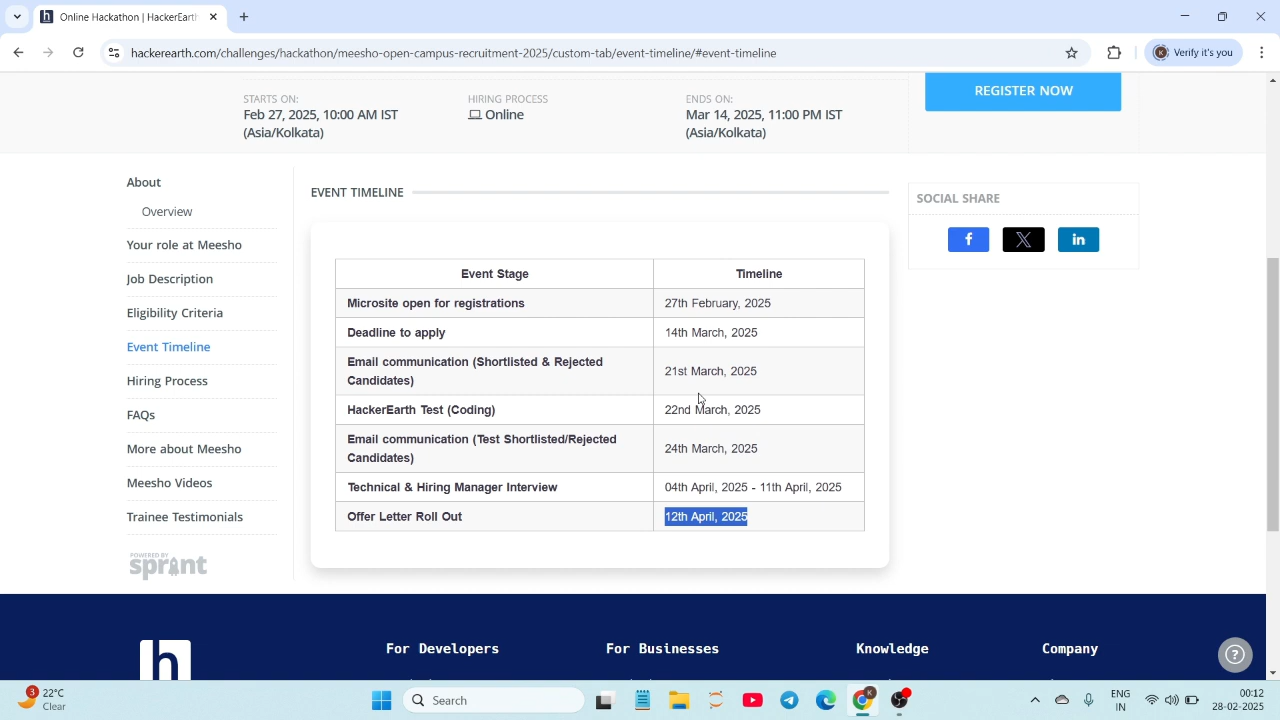 Online Hackathon | HackerEarth
hackerearth.com/challenges/hackathon/meesho-open-campus-recruitment-2025/custom-tab/event-timeline/#event-timeline
K
Verify it's you
STARTS ON:
Feb 27, 2025, 10:00 AM IST
(Asia/Kolkata)
HIRING PROCESS
Online
ENDS ON:
Mar 14, 2025, 11:00 PM IST
(Asia/Kolkata)
REGISTER NOW
About
Overview
Your role at Meesho
Job Description
Eligibility Criteria
Event Timeline
Hiring Process
FAQs
More about Meesho
Meesho Videos
Trainee Testimonials
POWERED BY
sprint
EVENT TIMELINE
Event Stage Timeline
Microsite open for registrations 27th February, 2025
Deadline to apply 14th March, 2025
Email communication (Shortlisted & Rejected
Candidates) 21st March, 2025
HackerEarth Test (Coding) 22nd March, 2025
Email communication (Test Shortlisted/Rejected
Candidates) 24th March, 2025
Technical & Hiring Manager Interview 04th April, 2025 - 11th April, 2025
Offer Letter Roll Out 12th April, 2025
SOCIAL SHARE
f
X
in
h
For Developers
For Businesses
Knowledge
Company
?
3
22°C
Clear
Search
K
ENG
IN
00:12
28-02-2025